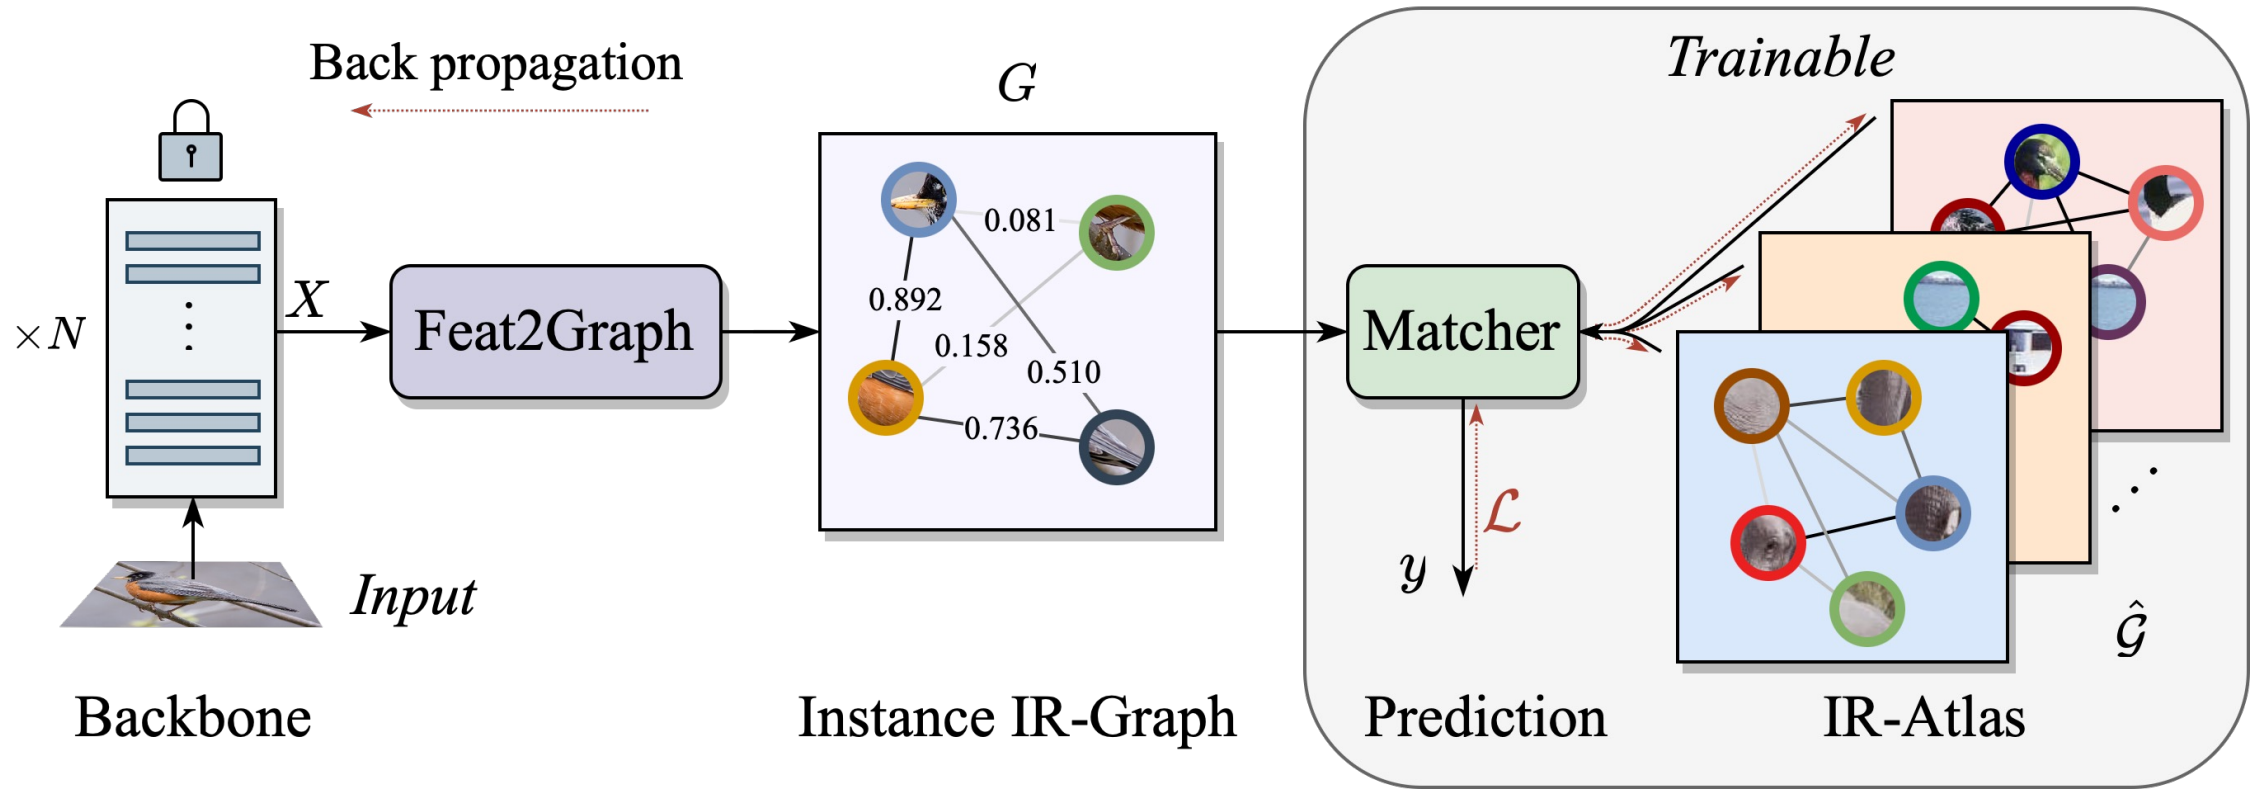 Back propagation
G
Trainable
×N
X
Feat2Graph
0.081
0.892
0.158
0.510
0.736
Matcher
ℒ
y
Input
𝒢̂
Backbone
Instance IR-Graph
Prediction
IR-Atlas